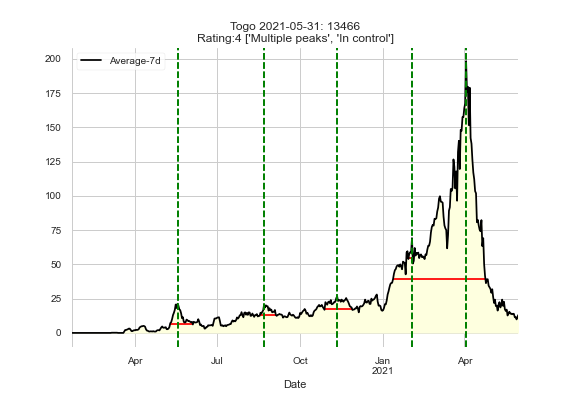 Togo 2021-05-31: 13466
Rating:4 ['Multiple peaks', 'In control']
Average-7d
200
175
150
125
100
75
50
25
0
Apr
Jul
Oct
Jan
2021
Apr
Date